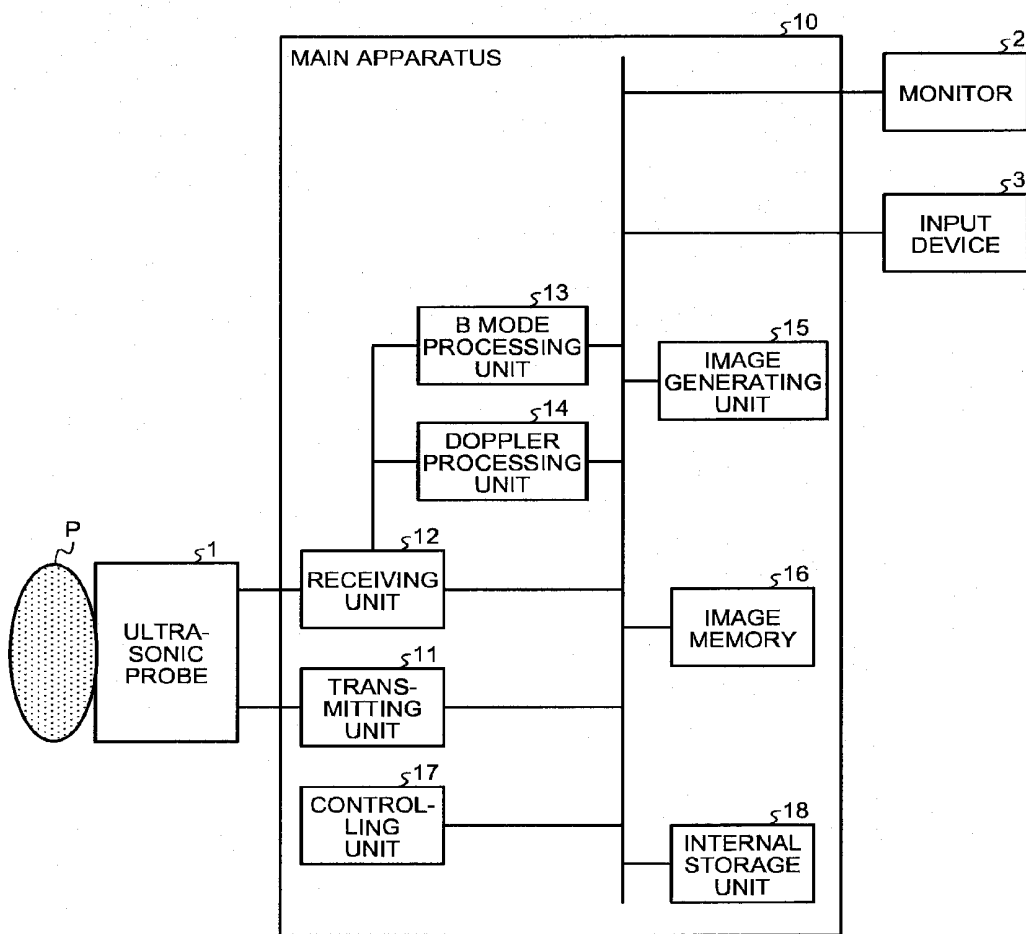 10
MAIN APPARATUS
2
MONITOR
3
INPUT
DEVICE
13
B MODE
PROCESSING
UNIT
15
IMAGE
GENERATING
UNIT
14
DOPPLER
PROCESSING
UNIT
P
1
ULTRA-
SONIC
PROBE
12
RECEIVING
UNIT
16
IMAGE
MEMORY
11
TRANS-
MITTING
UNIT
17
CONTROL-
LING
UNIT
18
INTERNAL
STORAGE
UNIT